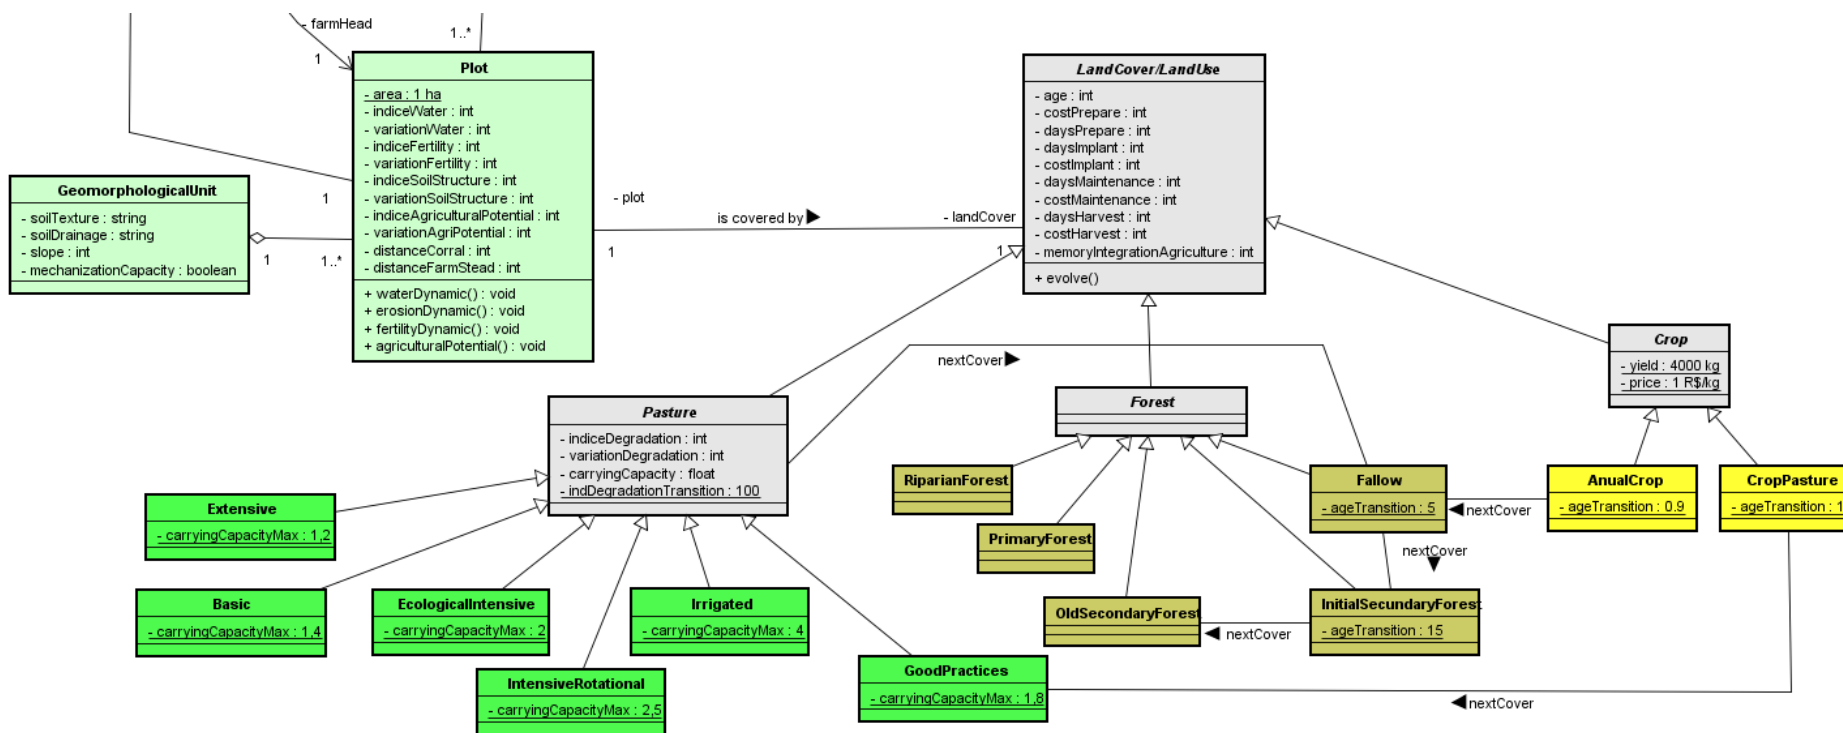 - farmHead
1..*
1
Plot
- area : 1 ha
- indiceWater : int
- variationWater : int
- indiceFertility : int
- variationFertility : int
- indiceSoilStructure : int
- variationSoilStructure : int
- indiceAgriculturalPotential : int
- variationAgriPotential : int
- distanceCorral : int
- distanceFarmStead : int
+ waterDynamic() : void
+ erosionDynamic() : void
+ fertilityDynamic() : void
+ agriculturalPotential() : void
GeomorphologicalUnit
- soilTexture : string
- soilDrainage : string
- slope : int
- mechanizationCapacity : boolean
1
1..*
1
- plot
1
is covered by
- landCover
1
LandCover/LandUse
- age : int
- costPrepare : int
- daysPrepare : int
- daysImplant : int
- costImplant : int
- daysMaintenance : int
- costMaintenance : int
- daysHarvest : int
- costHarvest : int
- memoryIntegrationAgriculture : int
+ evolve()
Crop
- yield : 4000 kg
- price : 1 R$/kg
nextCover
Pasture
- indiceDegradation : int
- variationDegradation : int
- carryingCapacity : float
- indDegradationTransition : 100
Forest
RiparianForest
Fallow
- ageTransition : 5
nextCover
AnualCrop
- ageTransition : 0.9
CropPasture
- ageTransition : 1
Extensive
- carryingCapacityMax : 1,2
PrimaryForest
nextCover
Basic
- carryingCapacityMax : 1,4
EcologicalIntensive
- carryingCapacityMax : 2
Irrigated
- carryingCapacityMax : 4
OldSecondaryForest
nextCover
InitialSecundaryForest
- ageTransition : 15
IntensiveRotational
- carryingCapacityMax : 2,5
GoodPractices
- carryingCapacityMax : 1,8
nextCover